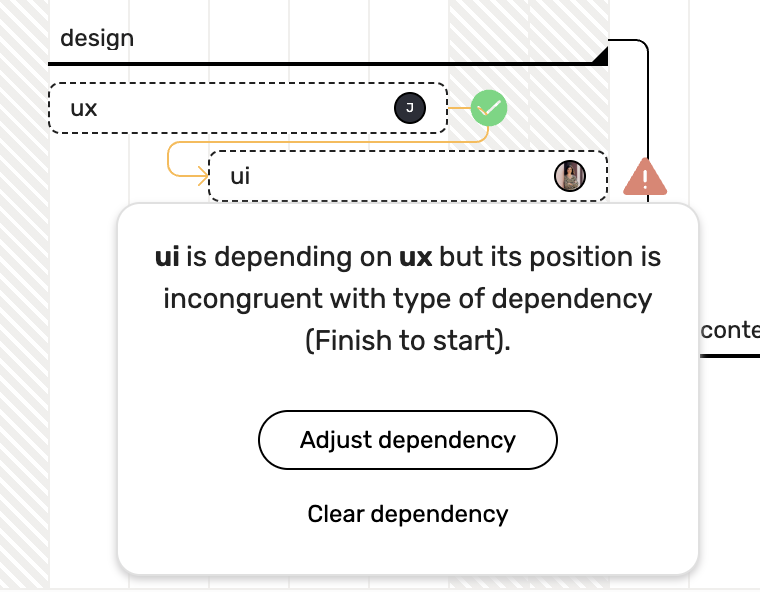 design
ux
J
ui
ui is depending on ux but its position is
incongruent with type of dependency
(Finish to start).
conte
Adjust dependency
Clear dependency